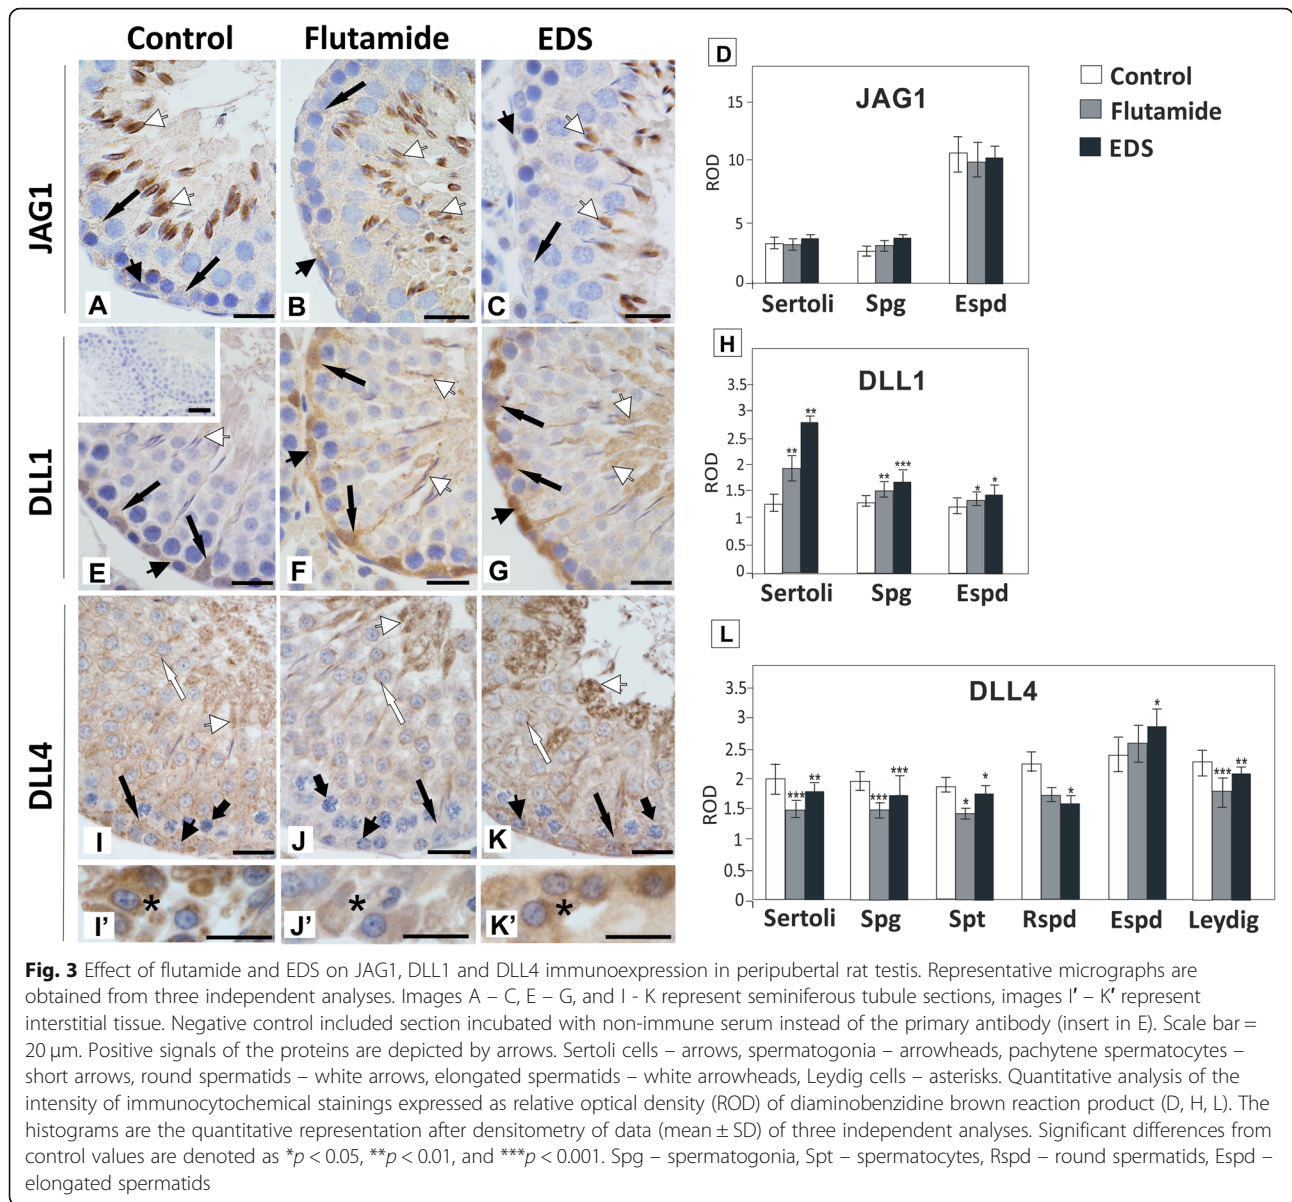 Control Flutamide EDS
JAG1
A B C
DLL1
E F G
DLL4
I J K
I' * J' * K' *
D
JAG1
ROD
15
10
5
0
Sertoli Spg Espd
Control
Flutamide
EDS
H
DLL1
ROD
3.5
3
2.5
2
1.5
1
0.5
0
** ** ** *** * *
Sertoli Spg Espd
L
DLL4
ROD
3.5
3
2.5
2
1.5
1
0.5
0
*** ** *** *** * * * * *** **
Sertoli Spg Spt Rspd Espd Leydig
Fig. 3 Effect of flutamide and EDS on JAG1, DLL1 and DLL4 immunoexpression in peripubertal rat testis. Representative micrographs are
obtained from three independent analyses. Images A – C, E – G, and I - K represent seminiferous tubule sections, images I′ – K′ represent
interstitial tissue. Negative control included section incubated with non-immune serum instead of the primary antibody (insert in E). Scale bar =
20 μm. Positive signals of the proteins are depicted by arrows. Sertoli cells – arrows, spermatogonia – arrowheads, pachytene spermatocytes –
short arrows, round spermatids – white arrows, elongated spermatids – white arrowheads, Leydig cells – asterisks. Quantitative analysis of the
intensity of immunocytochemical stainings expressed as relative optical density (ROD) of diaminobenzidine brown reaction product (D, H, L). The
histograms are the quantitative representation after densitometry of data (mean ± SD) of three independent analyses. Significant differences from
control values are denoted as *p < 0.05, **p < 0.01, and ***p < 0.001. Spg – spermatogonia, Spt – spermatocytes, Rspd – round spermatids, Espd –
elongated spermatids